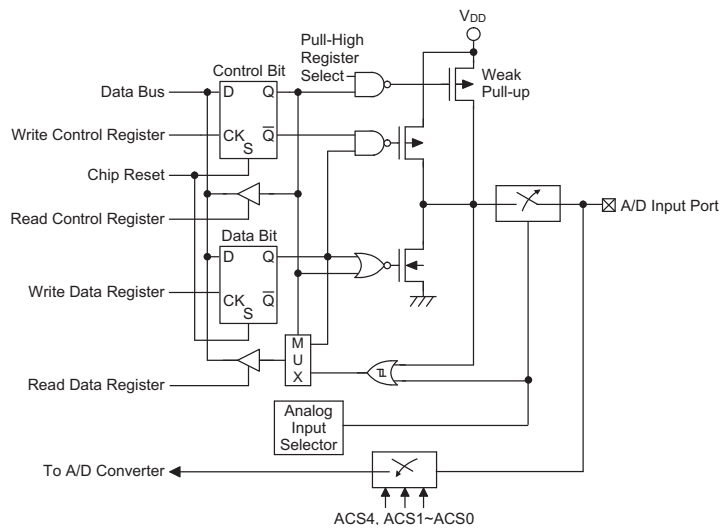 VDD
Pull-High
Register
Select
Weak
Pull-up
Control Bit
Data Bus
D
Q
Write Control Register
CK
Q
S
Chip Reset
Read Control Register
A/D Input Port
Data Bit
D
Q
Write Data Register
CK
Q
S
M
U
X
Read Data Register
Analog
Input
Selector
To A/D Converter
ACS4, ACS1~ACS0